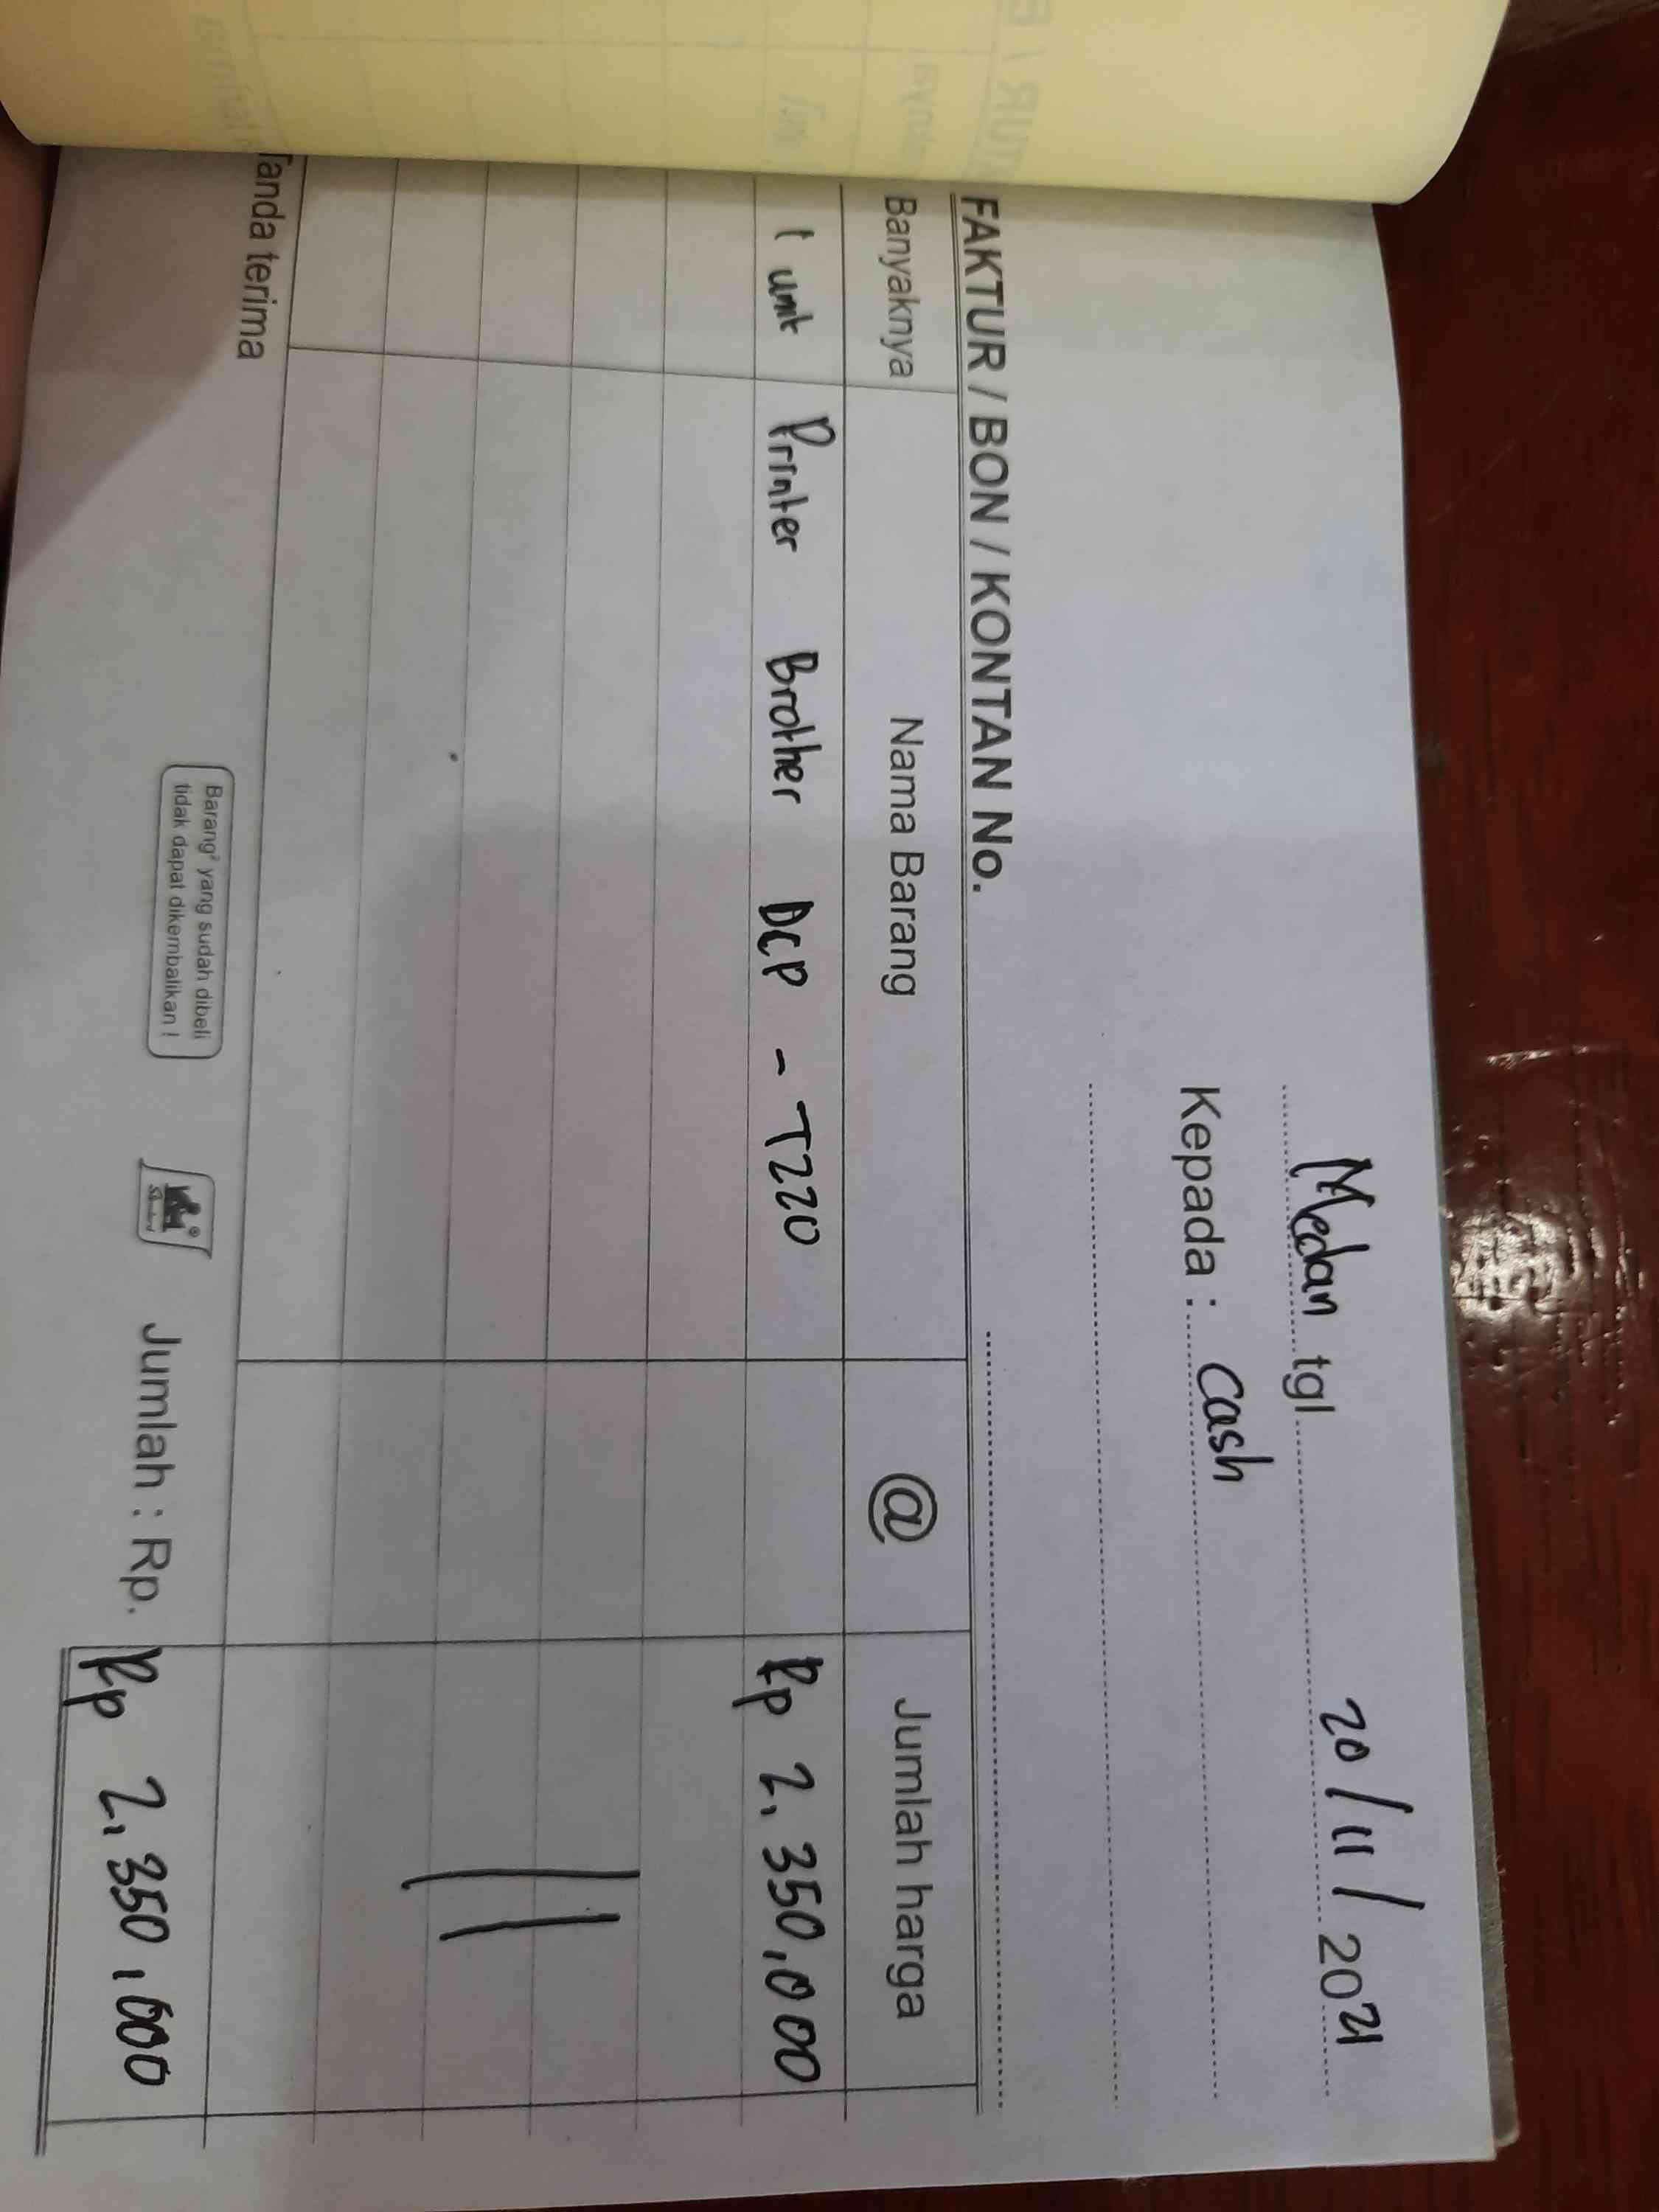 Medan tgl 20/11/2021
Kepada : Cash
FAKTUR / BON / KONTAN No.
Banyaknya Nama Barang @ Jumlah harga
1 unit Printer Brother DCP - T220 Rp 2.350.000
Tanda terima
Barang² yang sudah dibeli
tidak dapat dikembalikan !
Jumlah : Rp. Rp 2.350.000